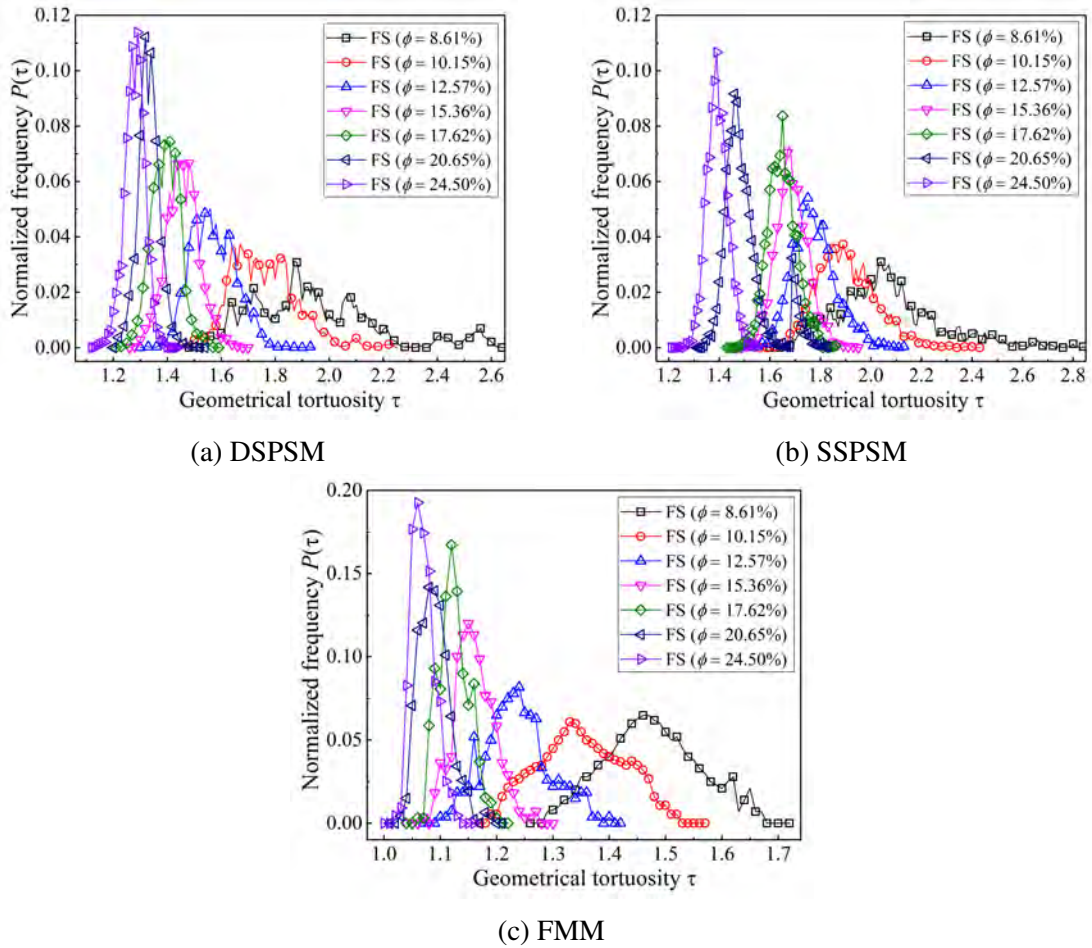 0.12
0.10
0.08
0.06
0.04
0.02
0.00
Normalized frequency P(τ)
FS (ϕ = 8.61%)
FS (ϕ = 10.15%)
FS (ϕ = 12.57%)
FS (ϕ = 15.36%)
FS (ϕ = 17.62%)
FS (ϕ = 20.65%)
FS (ϕ = 24.50%)
1.2 1.4 1.6 1.8 2.0 2.2 2.4 2.6
Geometrical tortuosity τ
(a) DSPSM
0.12
0.10
0.08
0.06
0.04
0.02
0.00
Normalized frequency P(τ)
FS (ϕ = 8.61%)
FS (ϕ = 10.15%)
FS (ϕ = 12.57%)
FS (ϕ = 15.36%)
FS (ϕ = 17.62%)
FS (ϕ = 20.65%)
FS (ϕ = 24.50%)
1.2 1.4 1.6 1.8 2.0 2.2 2.4 2.6 2.8
Geometrical tortuosity τ
(b) SSPSM
0.20
0.15
0.10
0.05
0.00
Normalized frequency P(τ)
FS (ϕ = 8.61%)
FS (ϕ = 10.15%)
FS (ϕ = 12.57%)
FS (ϕ = 15.36%)
FS (ϕ = 17.62%)
FS (ϕ = 20.65%)
FS (ϕ = 24.50%)
1.0 1.1 1.2 1.3 1.4 1.5 1.6 1.7
Geometrical tortuosity τ
(c) FMM